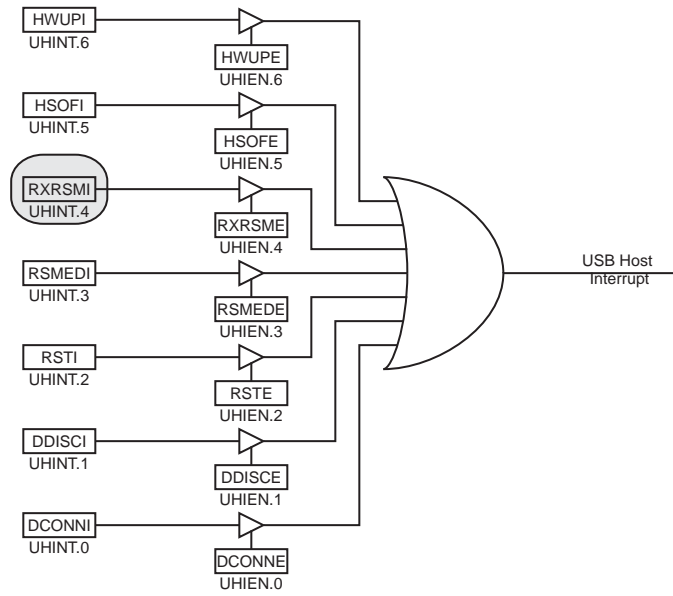 HWUPI
UHINT.6
HWUPE
UHIEN.6
HSOFI
UHINT.5
HSOFE
UHIEN.5
RXRSMI
UHINT.4
RXRSME
UHIEN.4
RSMEDI
UHINT.3
RSMEDE
UHIEN.3
USB Host
Interrupt
RSTI
UHINT.2
RSTE
UHIEN.2
DDISCI
UHINT.1
DDISCE
UHIEN.1
DCONNI
UHINT.0
DCONNE
UHIEN.0